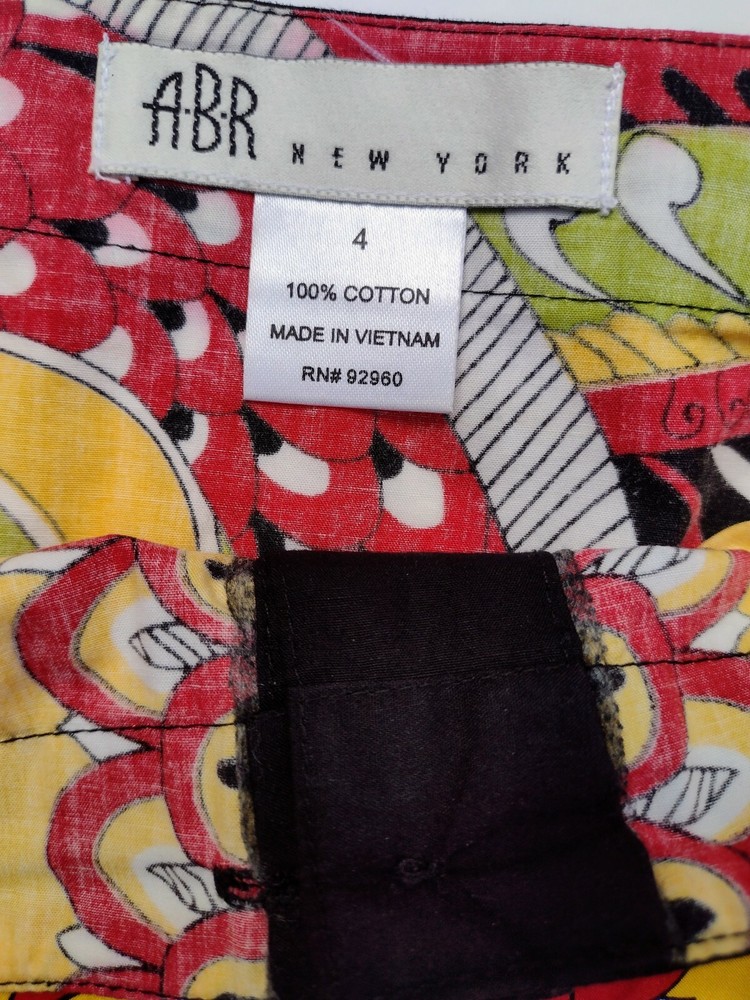 A·B·R
NEW YORK
4
100% COTTON
MADE IN VIETNAM
RN# 92960